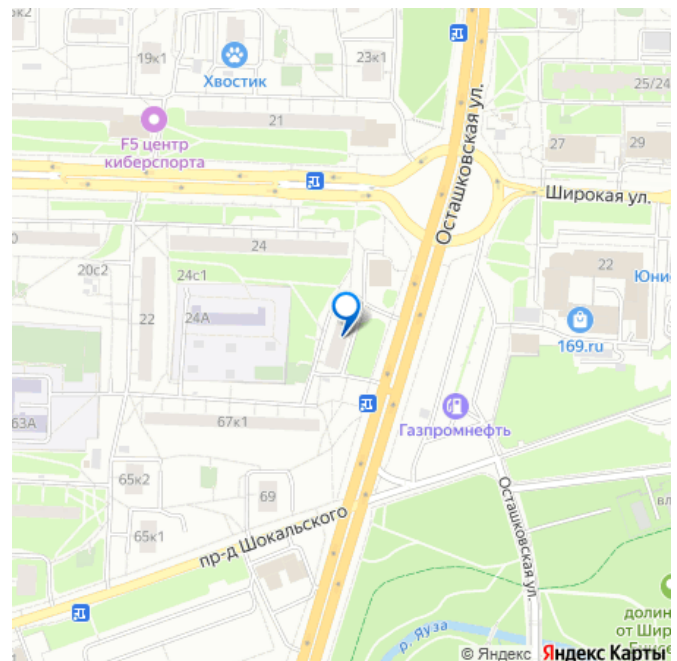 к2
19к1
Хвостик
23к1
25/24
21
F5 центр
киберспорта
27
29
Осташковская ул.
Широкая ул.
24
20с2
24с1
22
24А
22
Юни
169.ru
Газпромнефть
67к1
63А
65к2
69
65к1
пр-д Шокальского
Осташковская ул.
вл
р. Яуза
долин
от Шир
© Яндекс Яндекс Карты